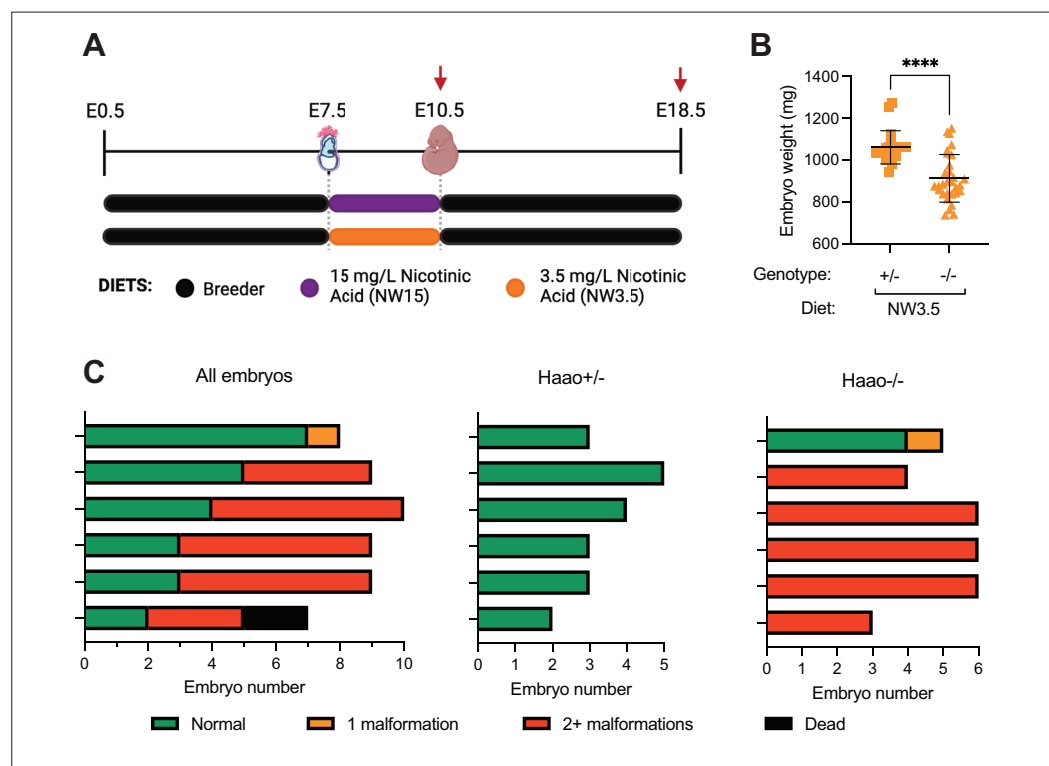 A
E0.5
E7.5
E10.5
E18.5
DIETS:
Breeder
15 mg/L Nicotinic
Acid (NW15)
3.5 mg/L Nicotinic
Acid (NW3.5)
B
****
1400
1200
1000
800
600
Embryo weight (mg)
Genotype:
+/-
-/-
Diet:
NW3.5
C
All embryos
0
2
4
6
8
10
Embryo number
Haao+/-
0
1
2
3
4
5
Embryo number
Haao-/-
0
1
2
3
4
5
6
Embryo number
Normal
1 malformation
2+ malformations
Dead